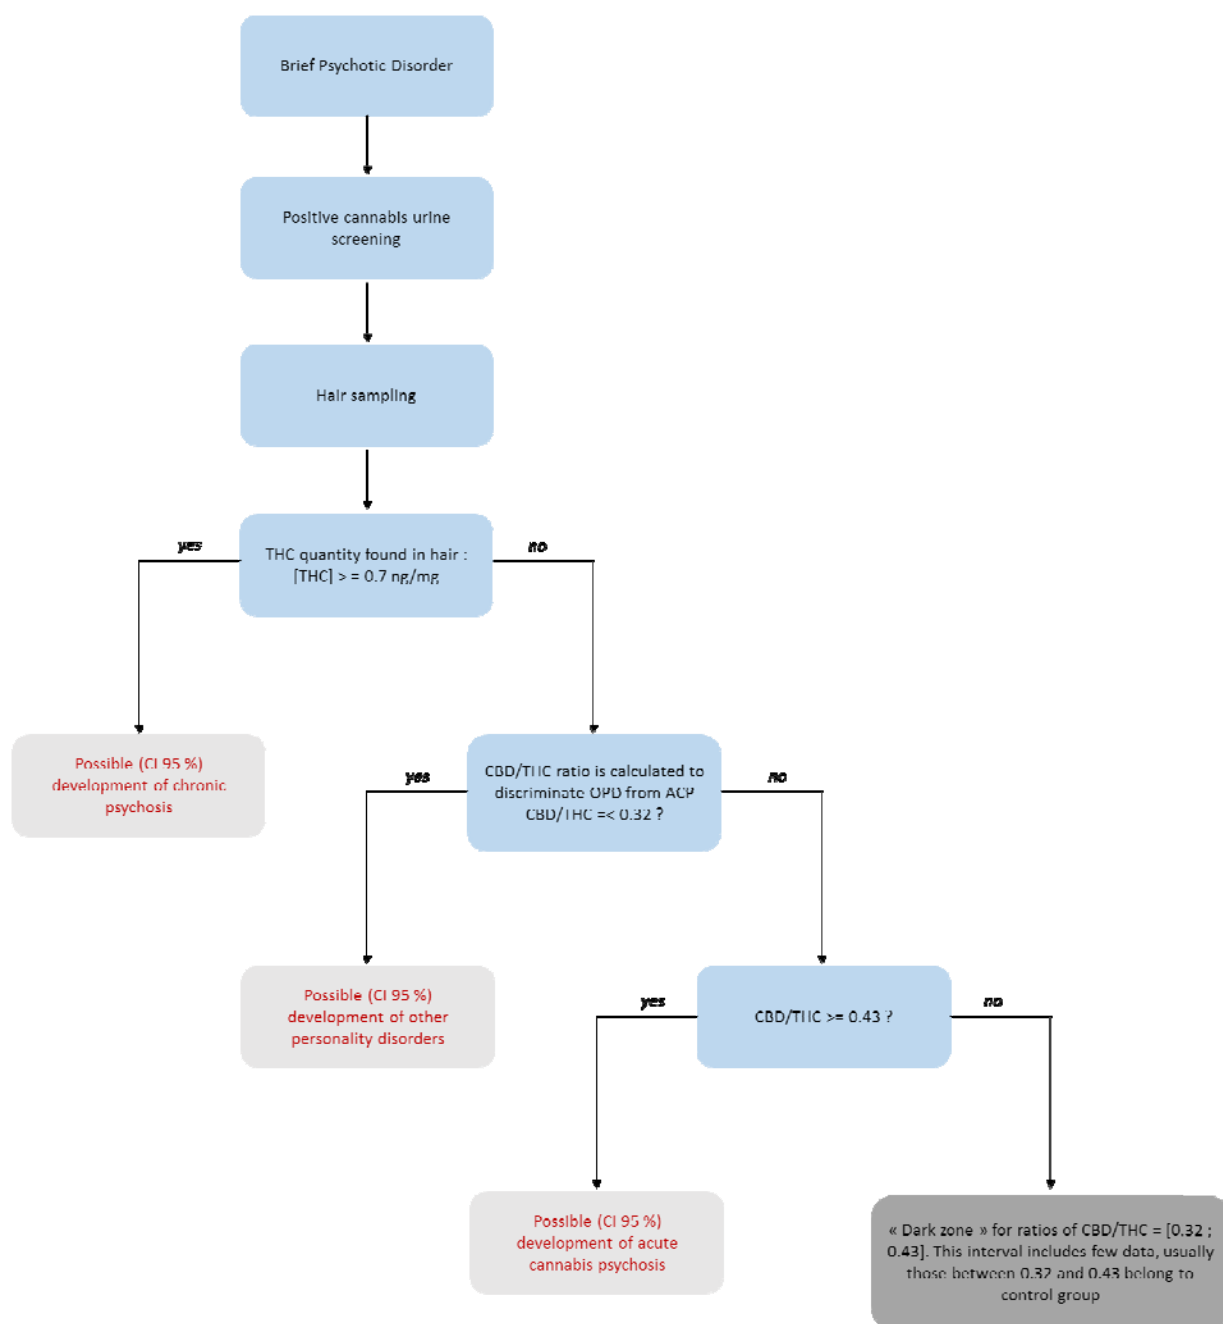 Brief Psychotic Disorder
Positive cannabis urine
screening
Hair sampling
yes
THC quantity found in hair :
[THC] > = 0.7 ng/mg
no
Possible (CI 95 %)
development of chronic
psychosis
yes
CBD/THC ratio is calculated to
discriminate OPD from ACP
CBD/THC =< 0.32 ?
no
Possible (CI 95 %)
development of other
personality disorders
yes
CBD/THC >= 0.43 ?
no
Possible (CI 95 %)
development of acute
cannabis psychosis
« Dark zone » for ratios of CBD/THC = [0.32 ;
0.43]. This interval includes few data, usually
those between 0.32 and 0.43 belong to
control group